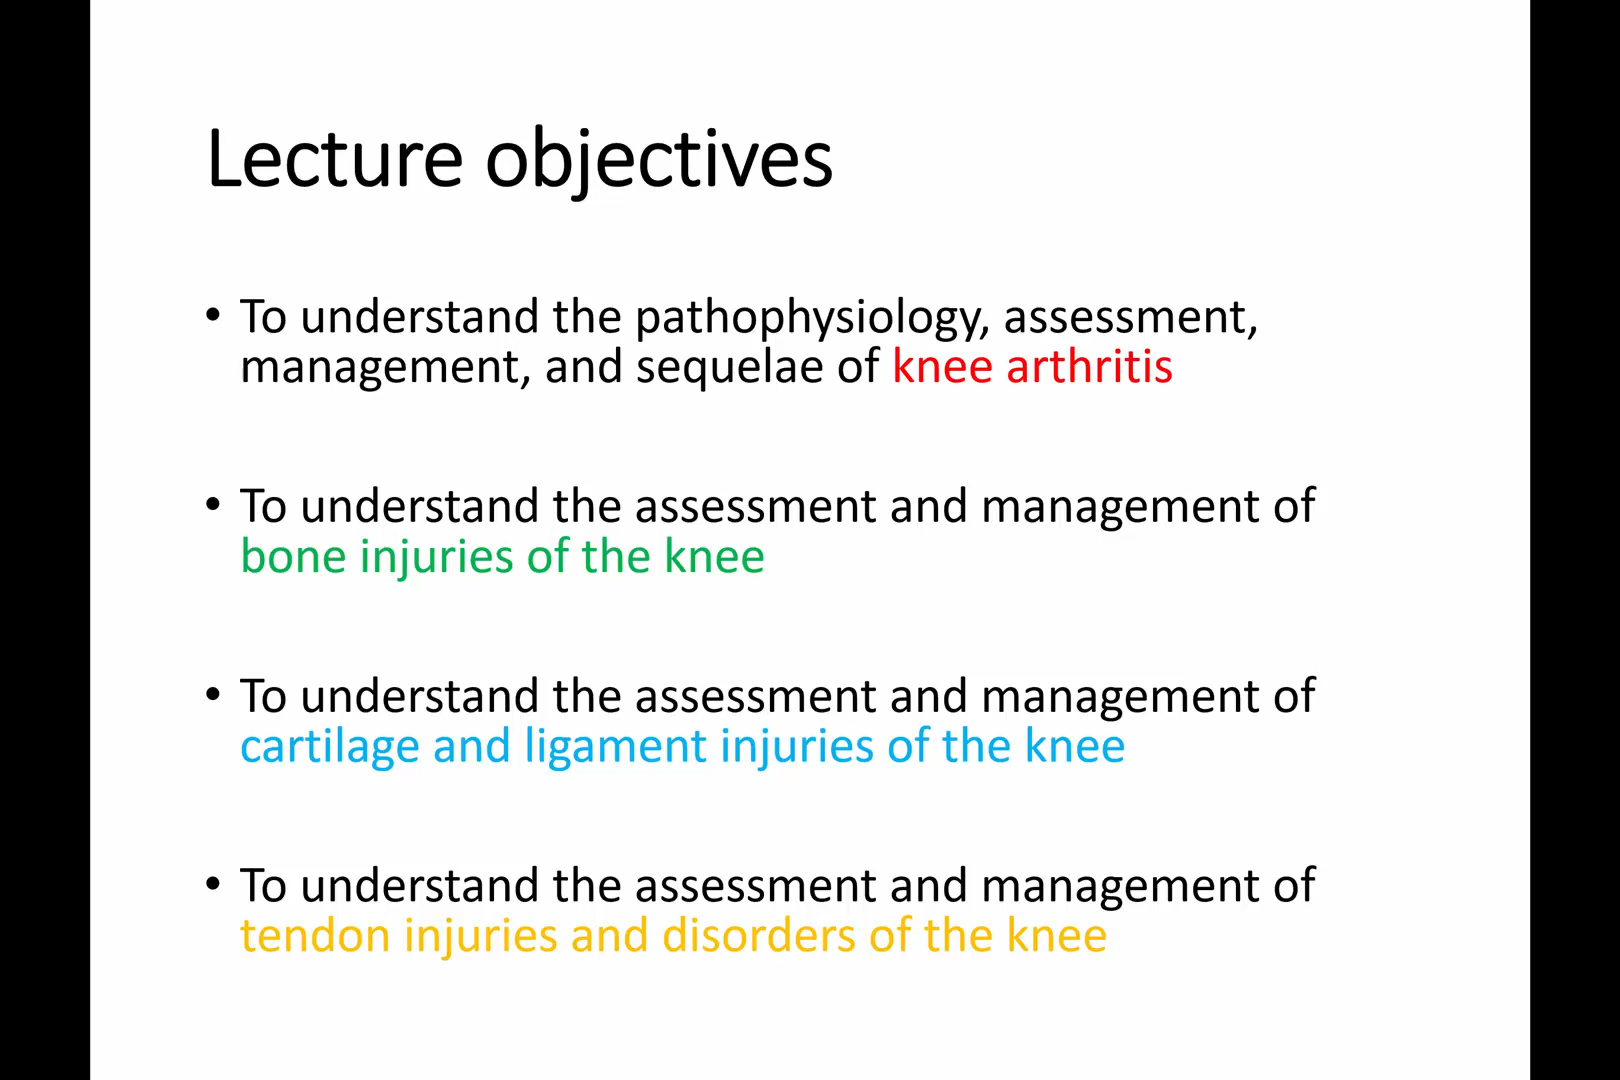 Lecture objectives
• To understand the pathophysiology, assessment,
management, and sequelae of knee arthritis
• To understand the assessment and management of
bone injuries of the knee
• To understand the assessment and management of
cartilage and ligament injuries of the knee
• To understand the assessment and management of
tendon injuries and disorders of the knee